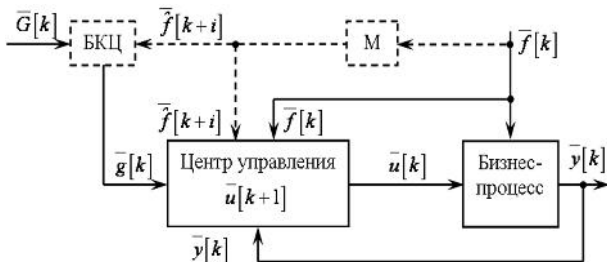 G̅[k]
БКЦ
f̅̂[k+i]
М
f̅[k]
f̅̂[k+i]
f̅[k]
g̅[k]
Центр управления
u̅[k+1]
u̅[k]
Бизнес-
процесс
y̅[k]
y̅[k]